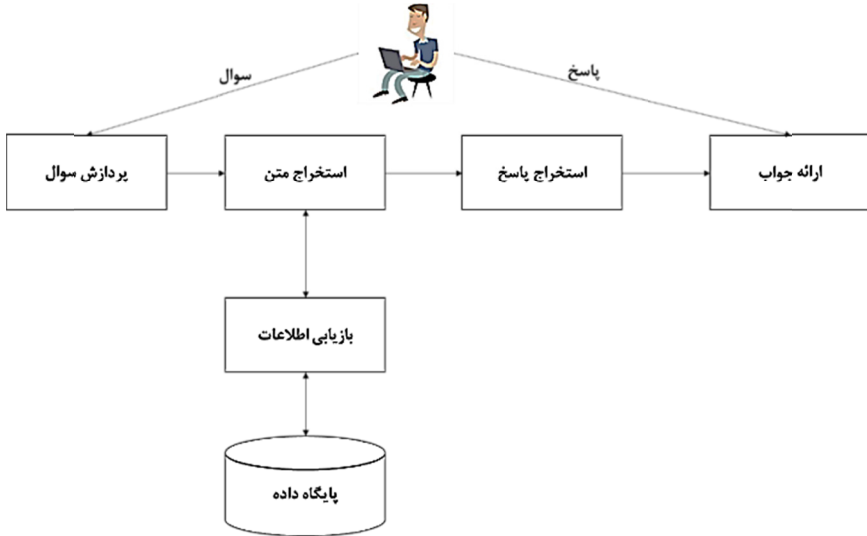 سوال
پاسخ
پردازش سوال
استخراج متن
استخراج پاسخ
ارائه جواب
بازیابی اطلاعات
پایگاه داده